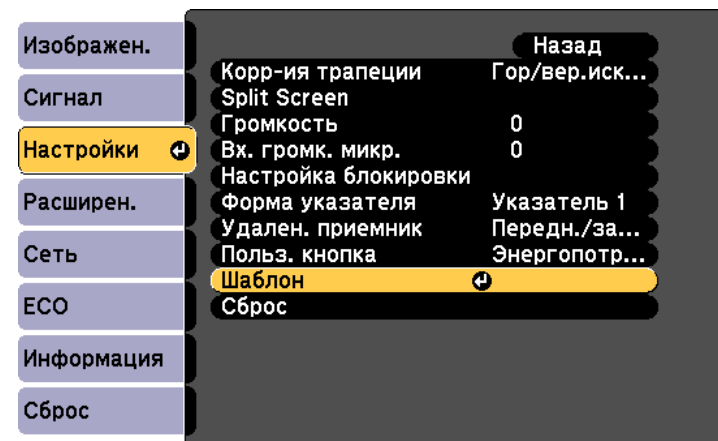 Изображен.
Сигнал
Настройки
Расширен.
Сеть
ECO
Информация
Сброс
Назад
Корр-ия трапеции Гор/вер.иск...
Split Screen
Громкость 0
Вх. громк. микр. 0
Настройка блокировки
Форма указателя Указатель 1
Удален. приемник Передн./за...
Польз. кнопка Энергопотр...
Шаблон
Сброс